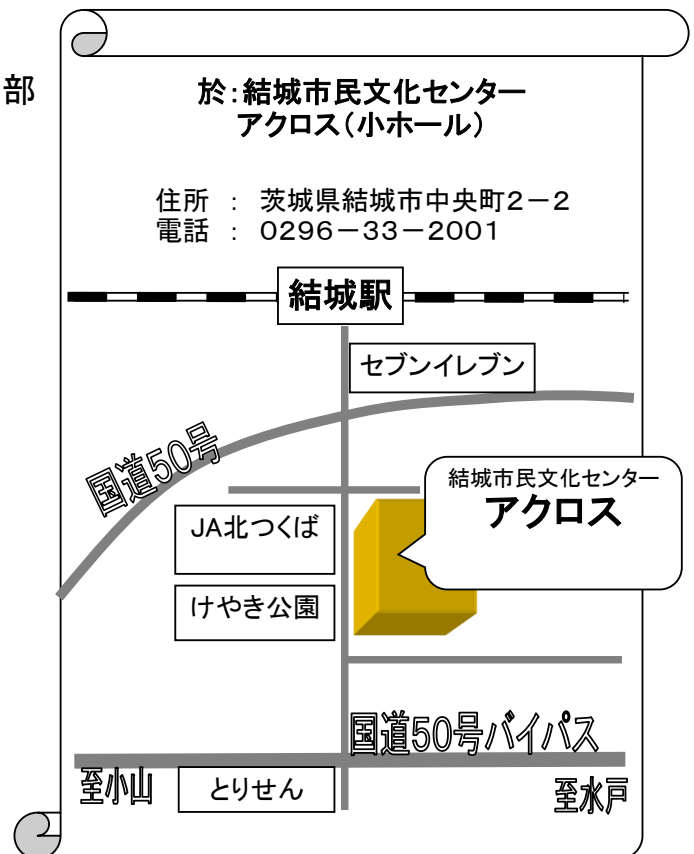 部
於:結城市民文化センター
アクロス(小ホール)
住所 : 茨城県結城市中央町2-2
電話 : 0296-33-2001
結城駅
セブンイレブン
国道50号
結城市民文化センター
アクロス
JA北つくば
けやき公園
国道50号バイパス
至小山
とりせん
至水戸